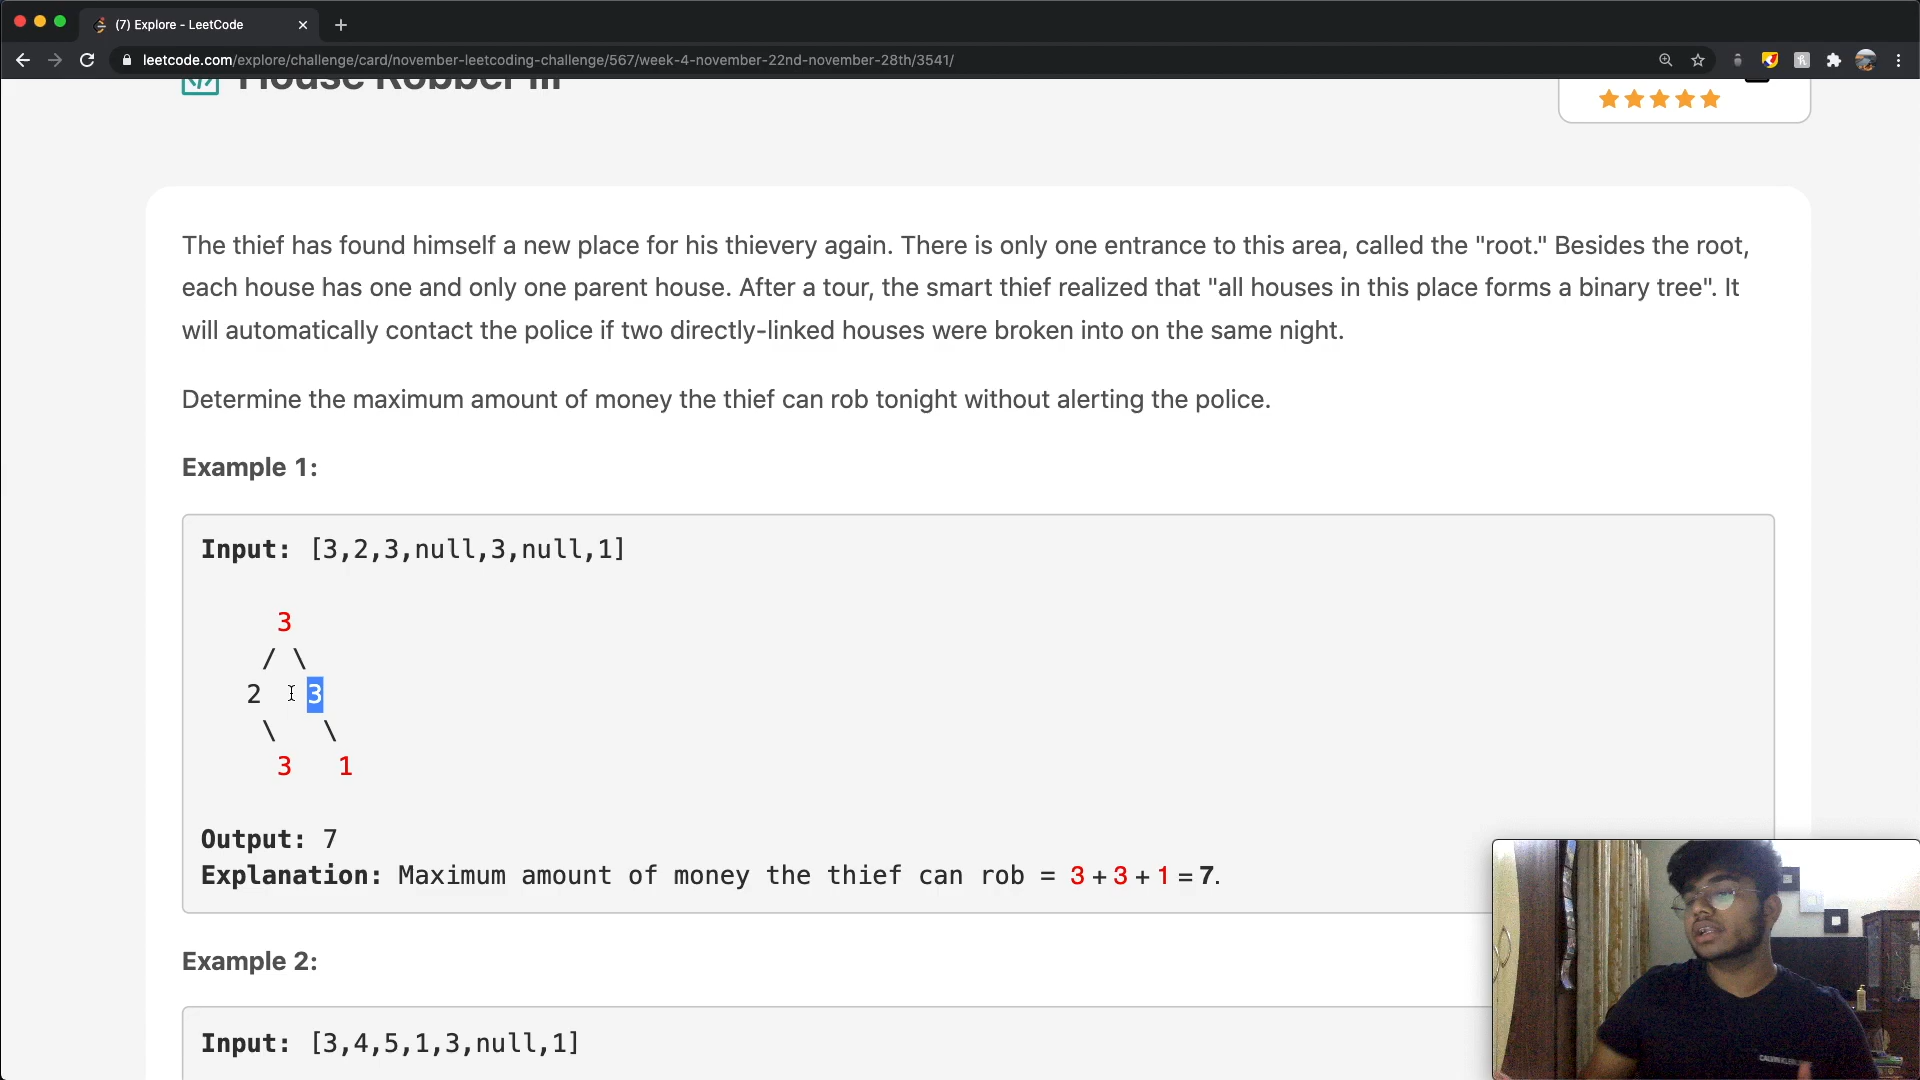 (7) Explore - LeetCode
leetcode.com/explore/challenge/card/november-leetcoding-challenge/567/week-4-november-22nd-november-28th/3541/
House Robber III
The thief has found himself a new place for his thievery again. There is only one entrance to this area, called the "root." Besides the root,
each house has one and only one parent house. After a tour, the smart thief realized that "all houses in this place forms a binary tree". It
will automatically contact the police if two directly-linked houses were broken into on the same night.
Determine the maximum amount of money the thief can rob tonight without alerting the police.
Example 1:
Input: [3,2,3,null,3,null,1]
3
/ \
2 3
\ \
3 1
Output: 7
Explanation: Maximum amount of money the thief can rob = 3 + 3 + 1 = 7.
Example 2:
Input: [3,4,5,1,3,null,1]
CALVIN KLEIN